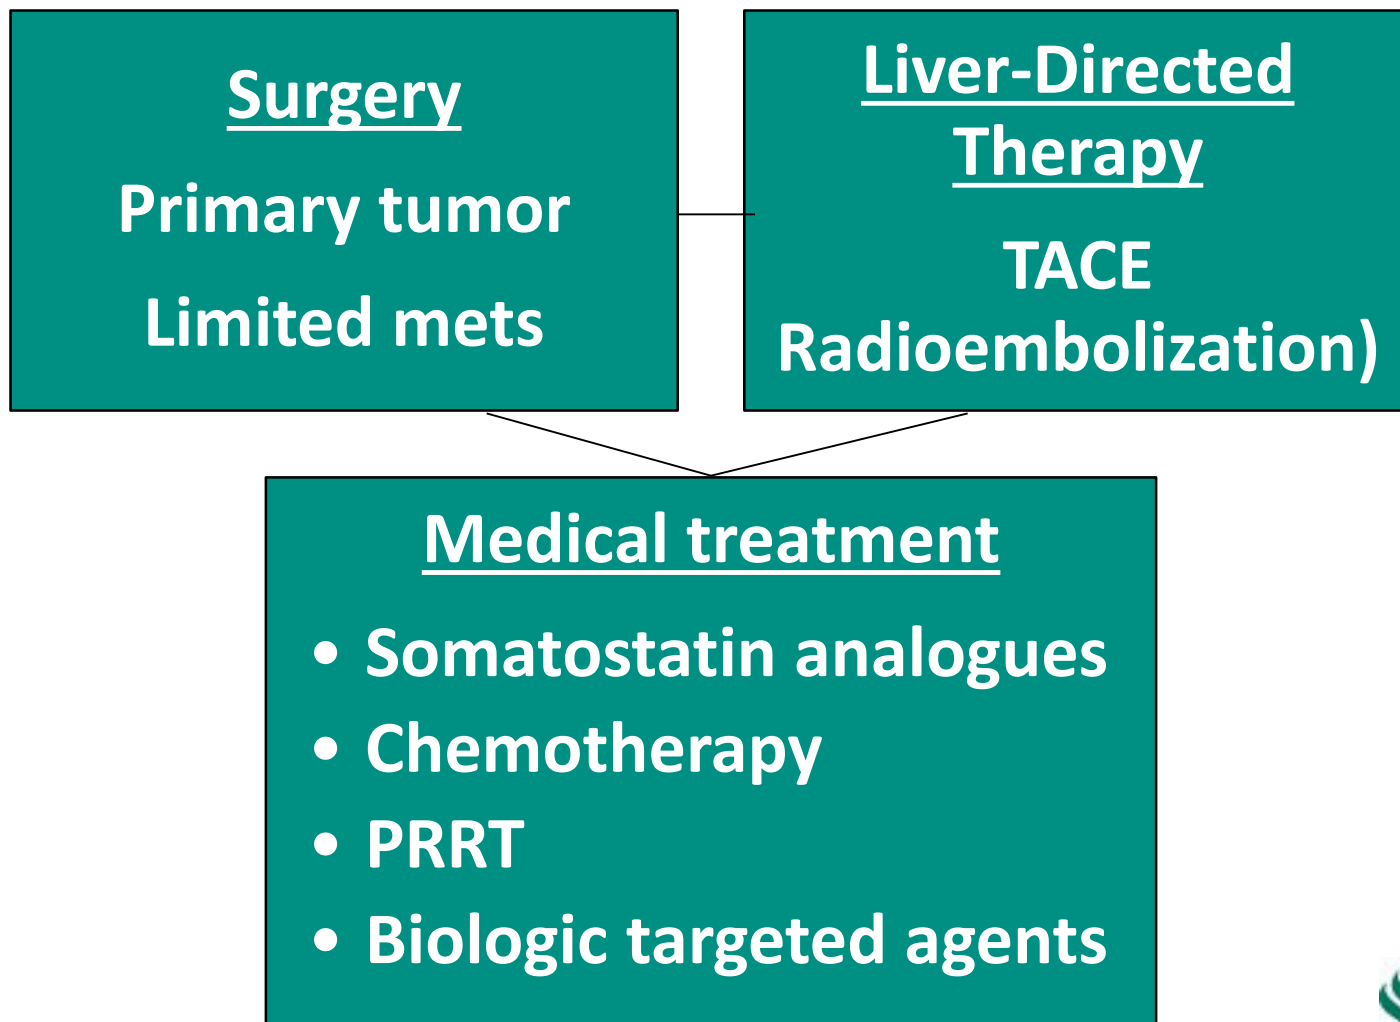 Surgery
Primary tumor
Limited mets
Liver-Directed
Therapy
TACE
Radioembolization)
Medical treatment
• Somatostatin analogues
• Chemotherapy
• PRRT
• Biologic targeted agents